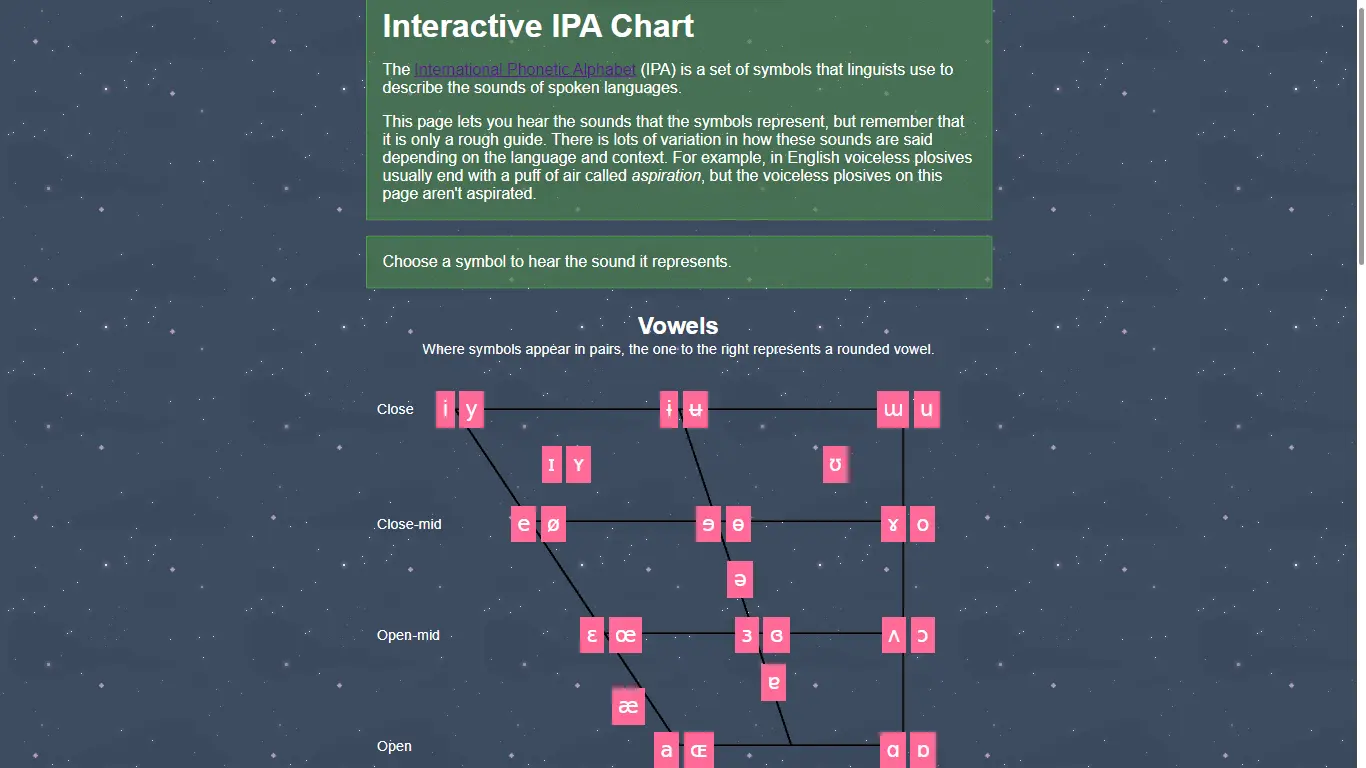 Interactive IPA Chart
The International Phonetic Alphabet (IPA) is a set of symbols that linguists use to
describe the sounds of spoken languages.
This page lets you hear the sounds that the symbols represent, but remember that
it is only a rough guide. There is lots of variation in how these sounds are said
depending on the language and context. For example, in English voiceless plosives
usually end with a puff of air called aspiration, but the voiceless plosives on this
page aren't aspirated.
Choose a symbol to hear the sound it represents.
Vowels
Where symbols appear in pairs, the one to the right represents a rounded vowel.
Close i y ɨ ʉ ɯ u
ɪ ʏ ʊ
Close-mid e ø ɘ ɵ ɤ o
ə
Open-mid ɛ œ ɜ ɞ ʌ ɔ
ɐ
æ
Open a ɶ ɑ ɒ